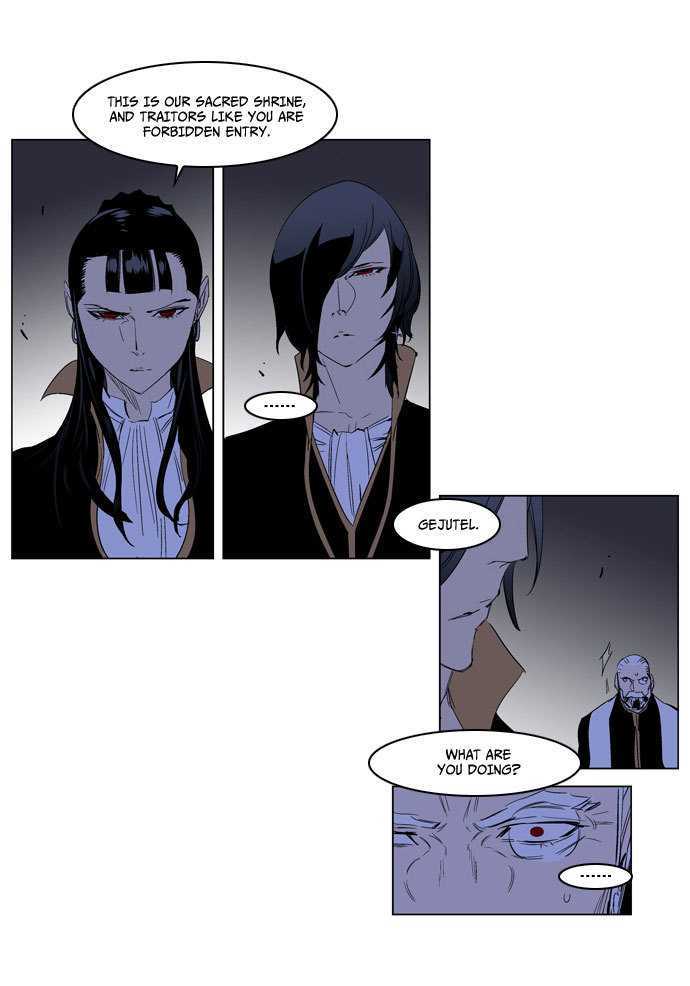 THIS IS OUR SACRED SHRINE,
AND TRAITORS LIKE YOU ARE
FORBIDDEN ENTRY.
------
GEJUTEL.
WHAT ARE
YOU DOING?
------